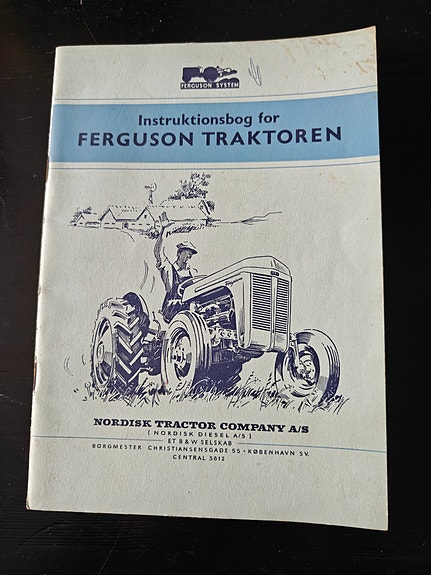 FERGUSON SYSTEM
Instruktionsbog for
FERGUSON TRAKTOREN
NORDISK TRACTOR COMPANY A/S
( NORDISK DIESEL A/S )
ET B & W SELSKAB
BORGMESTER CHRISTIANSENSGADE 55 · KØBENHAVN SV.
CENTRAL 5812